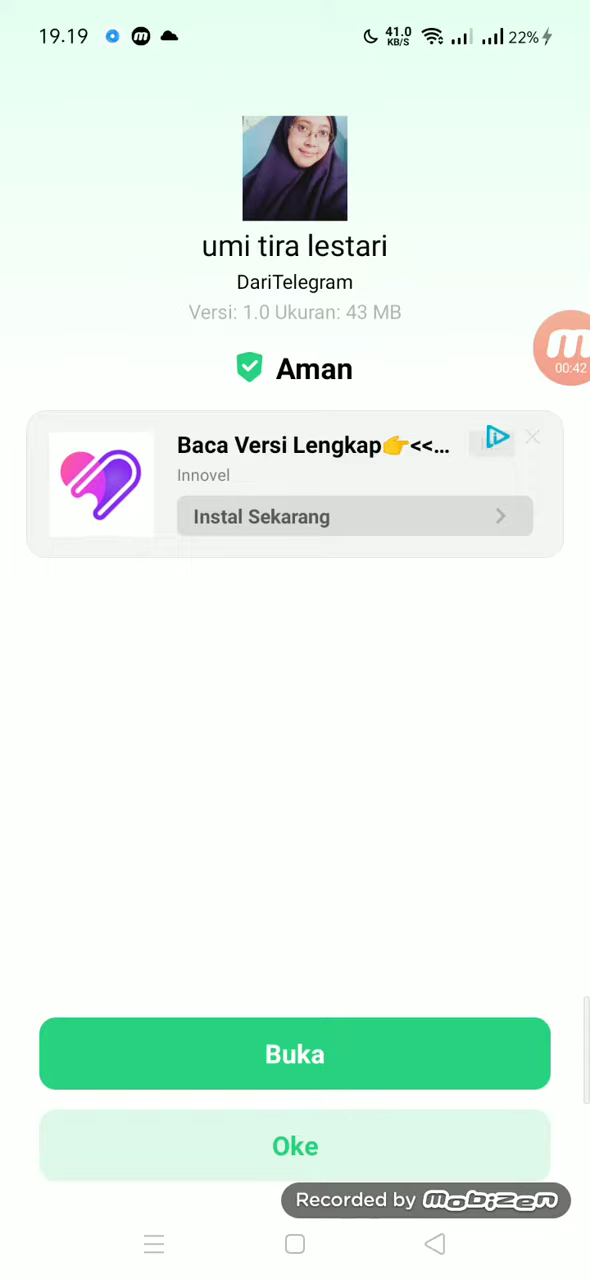 19.19 41.0 KB/S 22%
umi tira lestari
DariTelegram
Versi: 1.0 Ukuran: 43 MB
00:42
Aman
Baca Versi Lengkap👉<<...
Innovel
Instal Sekarang
Buka
Oke
Recorded by mobizen